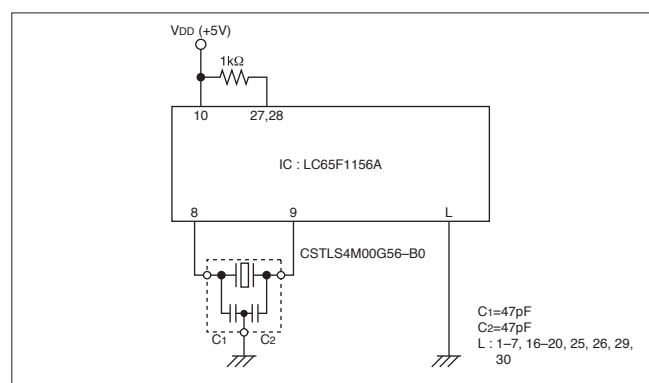 VDD (+5V)
1kΩ
10
27,28
IC : LC65F1156A
8
9
L
CSTLS4M00G56–B0
C1
C2
C1=47pF
C2=47pF
L : 1–7, 16–20, 25, 26, 29,
30